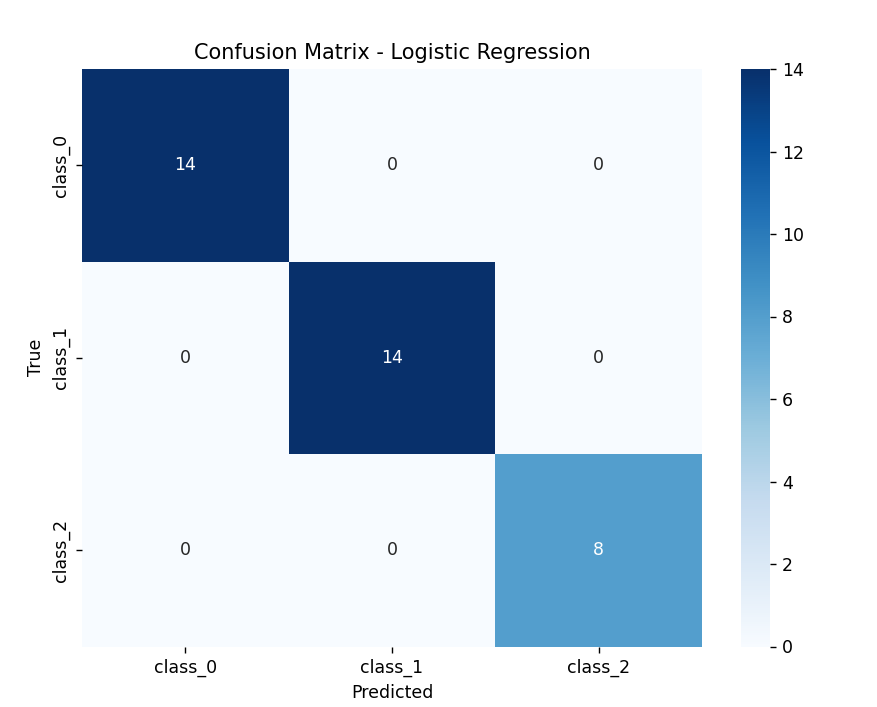 Confusion Matrix - Logistic Regression
class_0
14
0
0
class_1
0
14
0
class_2
0
0
8
True
class_0
class_1
class_2
Predicted
14
12
10
8
6
4
2
0